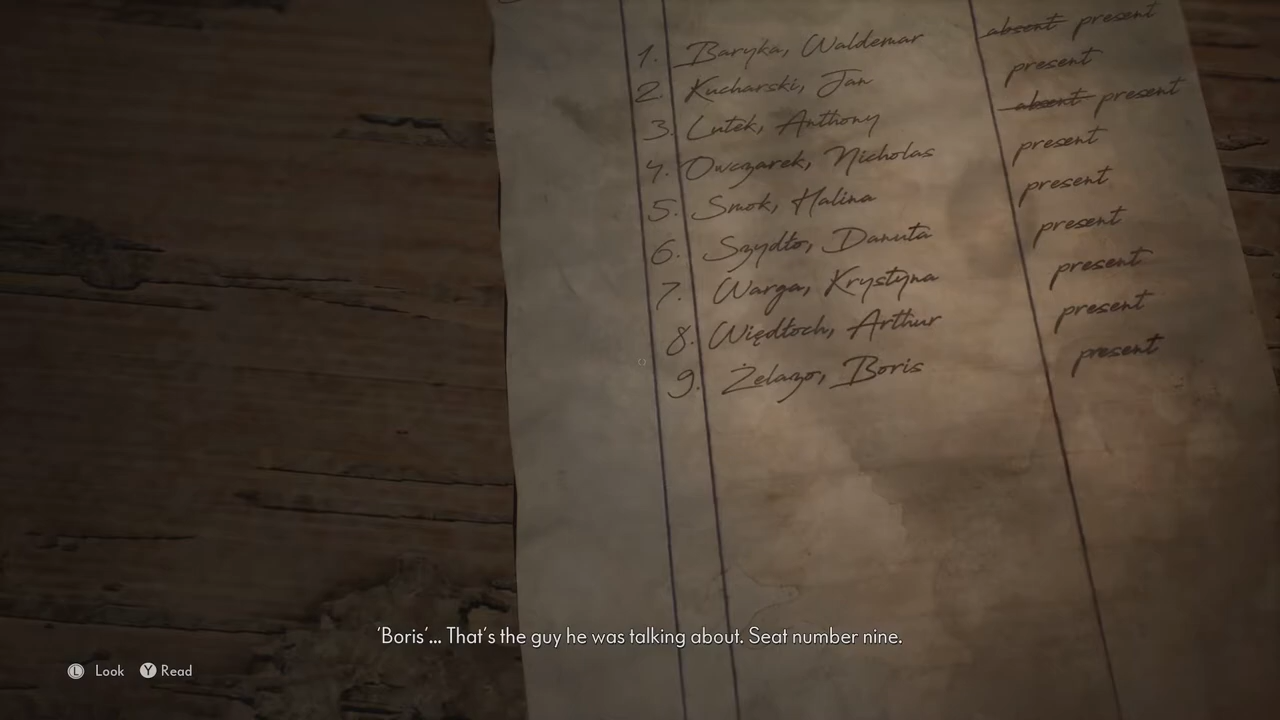 1. Baryka, Waldemar absent present
2. Kucharski, Jan present
3. Lutek, Anthony absent present
4. Owczarek, Nicholas present
5. Smok, Halina present
6. Szydło, Danuta present
7. Warga, Krystyna present
8. Więdłoch, Arthur present
9. Żelazo, Boris present
'Boris'... That's the guy he was talking about. Seat number nine.
L Look Y Read